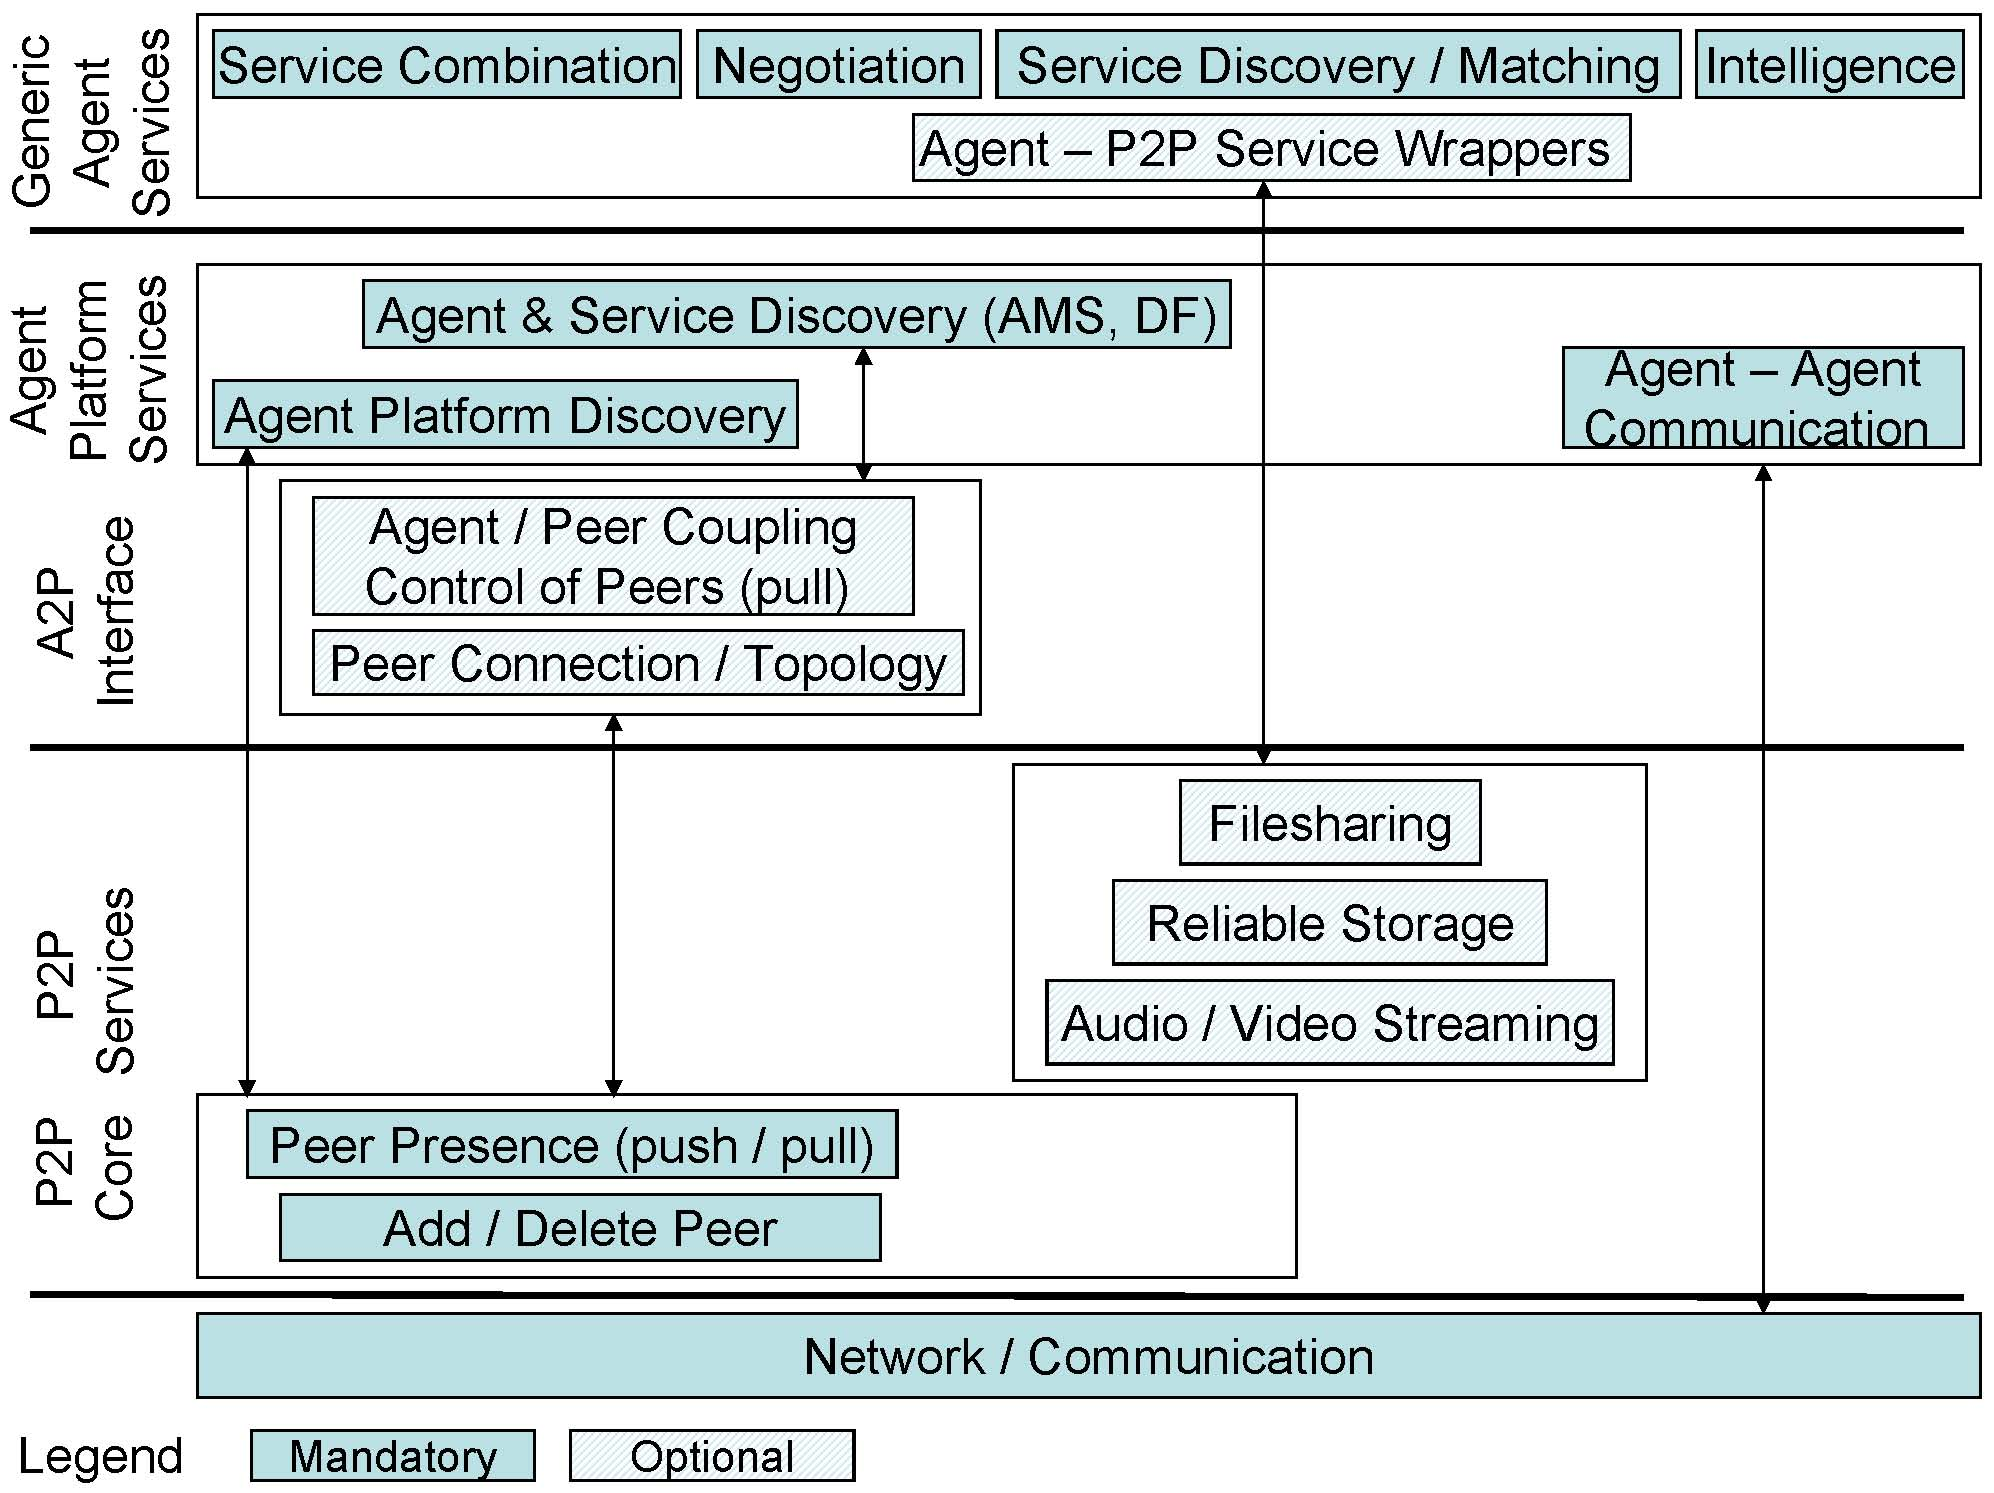 Generic
Agent
Services
Service Combination
Negotiation
Service Discovery / Matching
Intelligence
Agent – P2P Service Wrappers
Agent
Platform
Services
Agent & Service Discovery (AMS, DF)
Agent Platform Discovery
Agent – Agent
Communication
A2P
Interface
Agent / Peer Coupling
Control of Peers (pull)
Peer Connection / Topology
P2P
Services
Filesharing
Reliable Storage
Audio / Video Streaming
P2P
Core
Peer Presence (push / pull)
Add / Delete Peer
Network / Communication
Legend
Mandatory
Optional